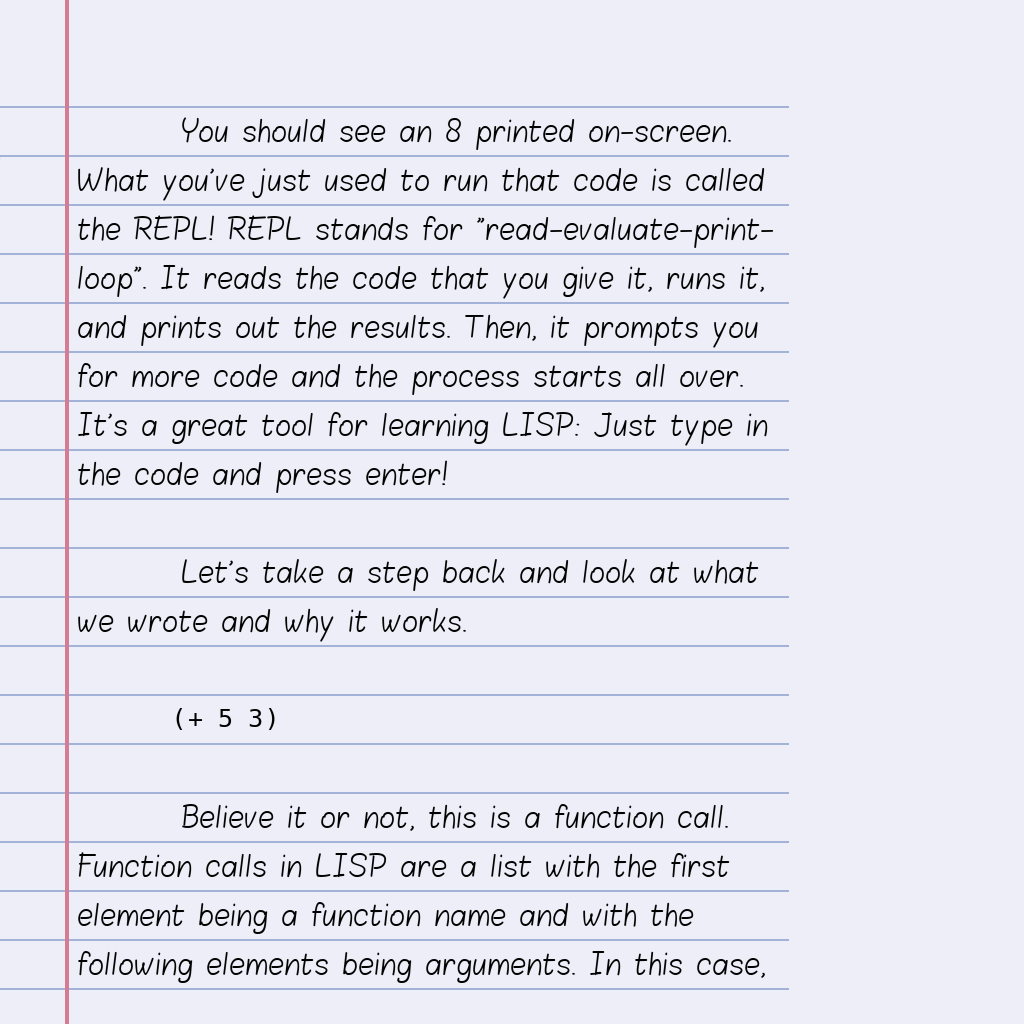 You should see an 8 printed on-screen.
What you've just used to run that code is called
the REPL! REPL stands for "read-evaluate-print-
loop". It reads the code that you give it, runs it,
and prints out the results. Then, it prompts you
for more code and the process starts all over.
It's a great tool for learning LISP: Just type in
the code and press enter!
Let's take a step back and look at what
we wrote and why it works.
(+ 5 3)
Believe it or not, this is a function call.
Function calls in LISP are a list with the first
element being a function name and with the
following elements being arguments. In this case,